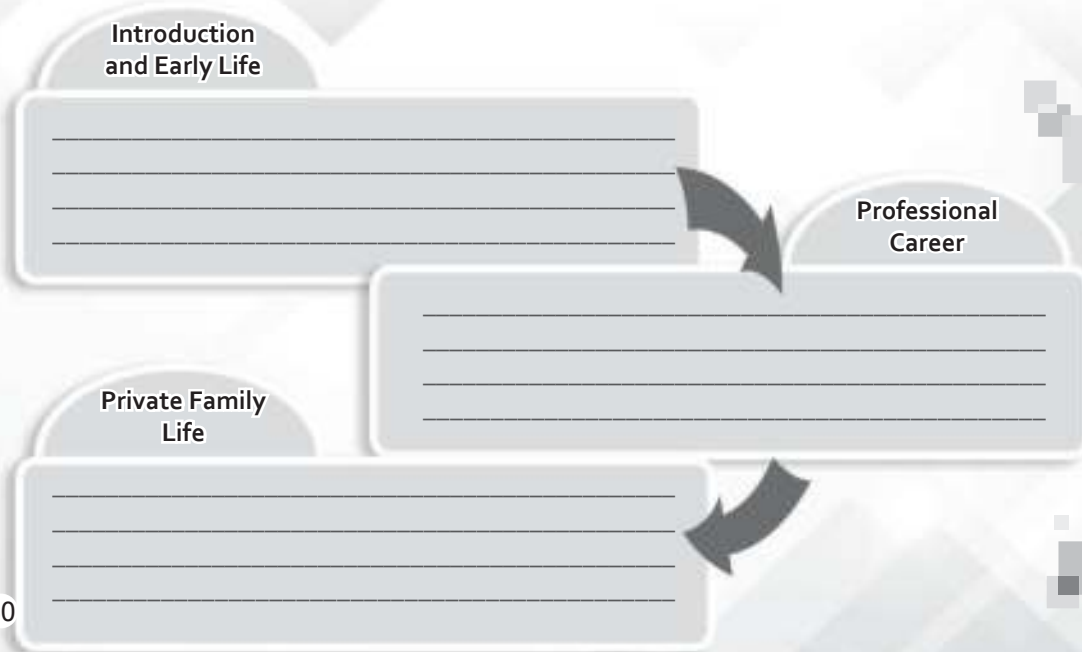 Introduction
and Early Life
Professional
Career
Private Family
Life
0